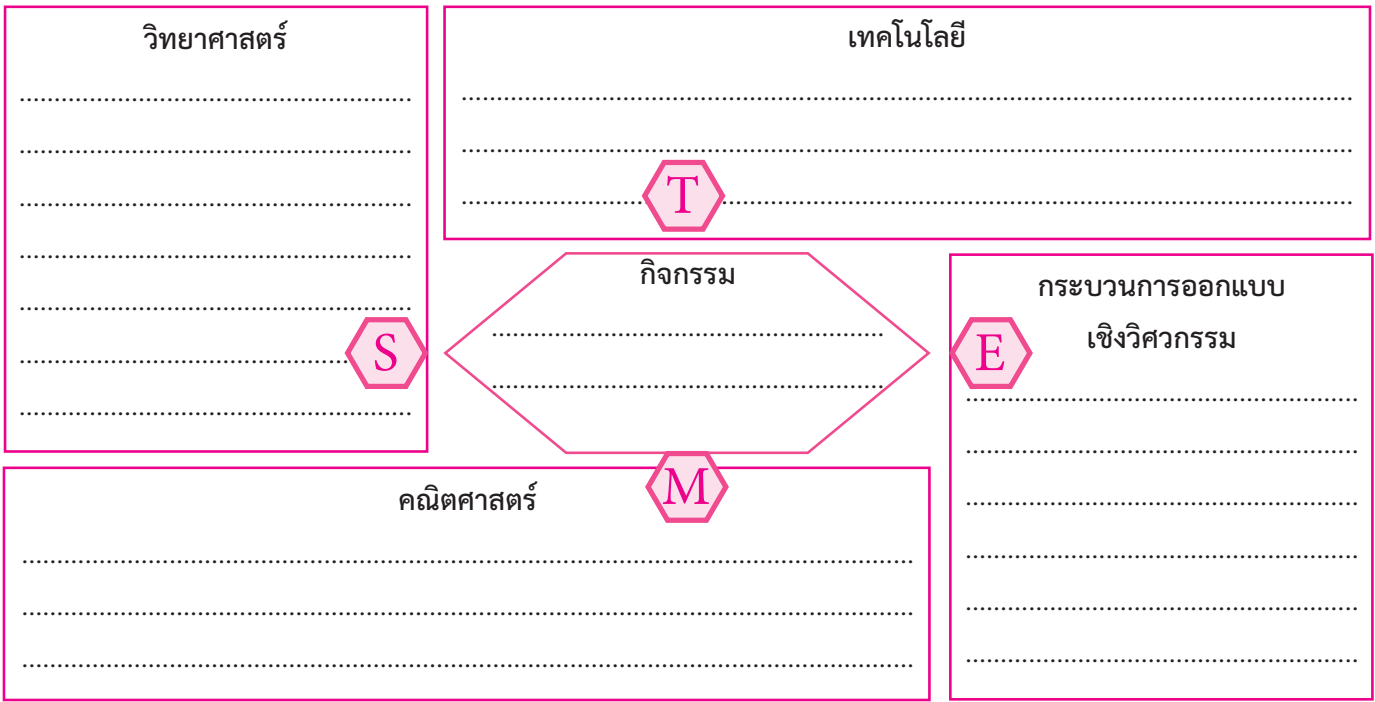 วิทยาศาสตร์
เทคโนโลยี
T
กิจกรรม
S
กระบวนการออกแบบ
เชิงวิศวกรรม
E
M
คณิตศาสตร์